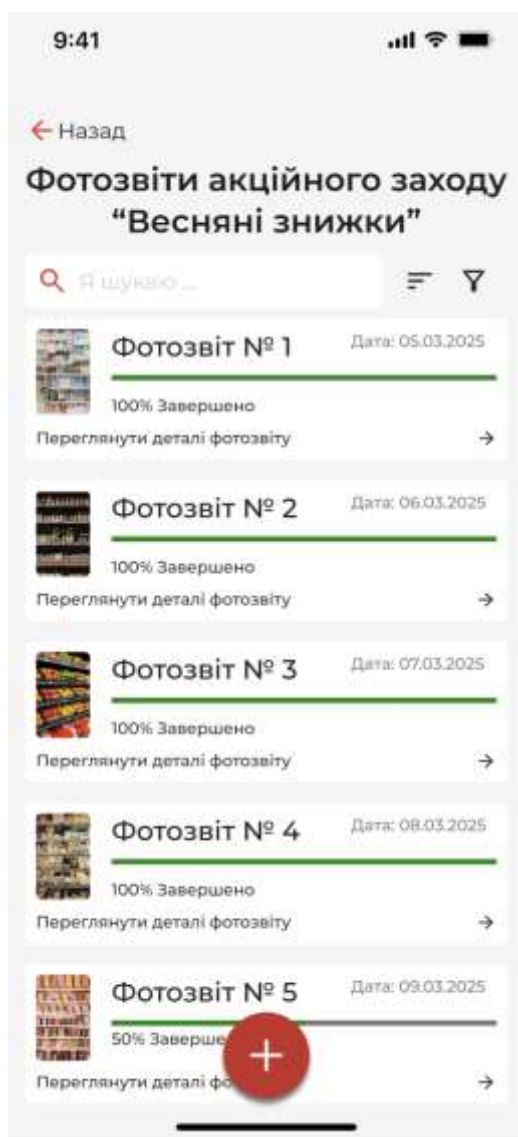 9:41
Назад
Фотозвіти акційного заходу
“Весняні знижки”
Я шукаю ...
Фотозвіт № 1
Дата: 05.03.2025
100% Завершено
Переглянути деталі фотозвіту
Фотозвіт № 2
Дата: 06.03.2025
100% Завершено
Переглянути деталі фотозвіту
Фотозвіт № 3
Дата: 07.03.2025
100% Завершено
Переглянути деталі фотозвіту
Фотозвіт № 4
Дата: 08.03.2025
100% Завершено
Переглянути деталі фотозвіту
Фотозвіт № 5
Дата: 09.03.2025
50% Заверше
Переглянути деталі фо